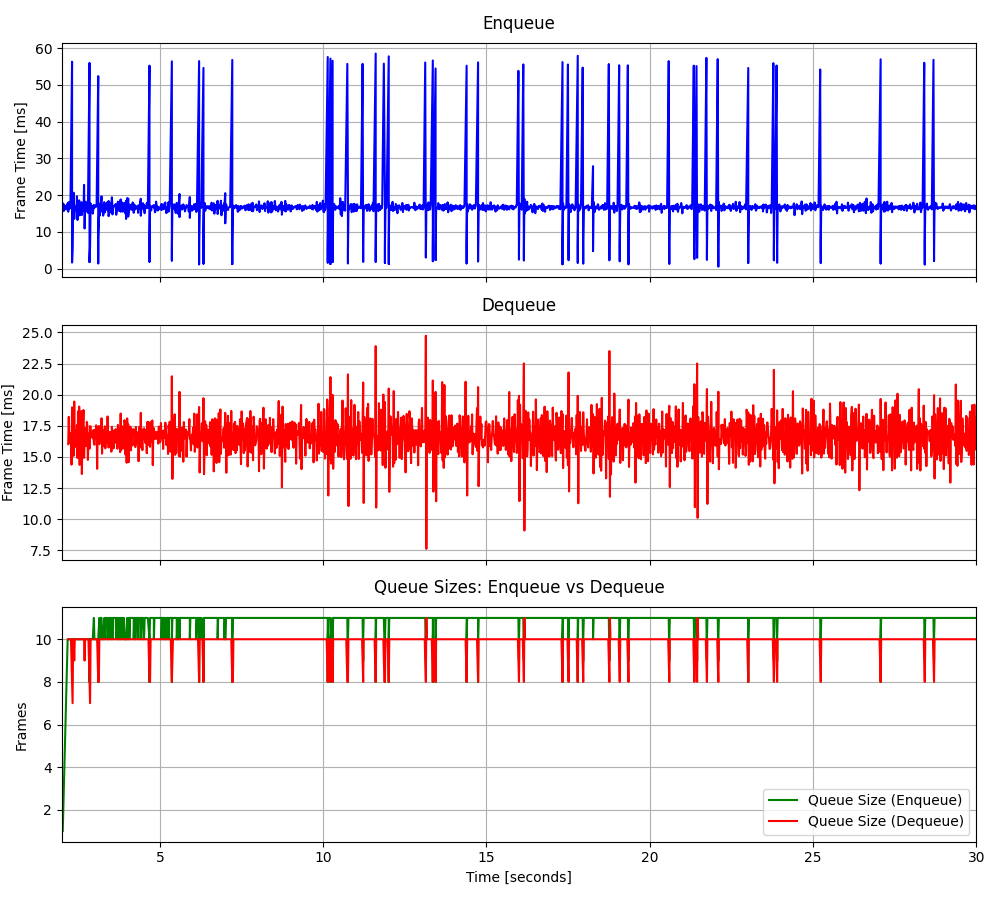 Enqueue
Frame Time [ms]
60
50
40
30
20
10
0
Dequeue
Frame Time [ms]
25.0
22.5
20.0
17.5
15.0
12.5
10.0
7.5
Queue Sizes: Enqueue vs Dequeue
Frames
10
8
6
4
2
Queue Size (Enqueue)
Queue Size (Dequeue)
5
10
15
20
25
30
Time [seconds]